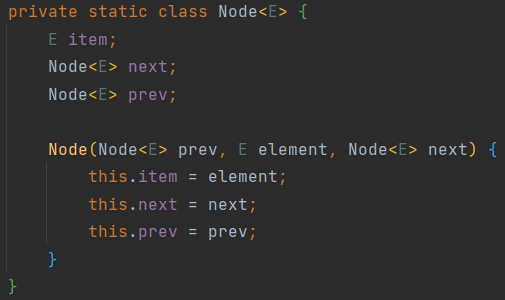 private static class Node<E> {
    E item;
    Node<E> next;
    Node<E> prev;

    Node(Node<E> prev, E element, Node<E> next) {
        this.item = element;
        this.next = next;
        this.prev = prev;
    }
}